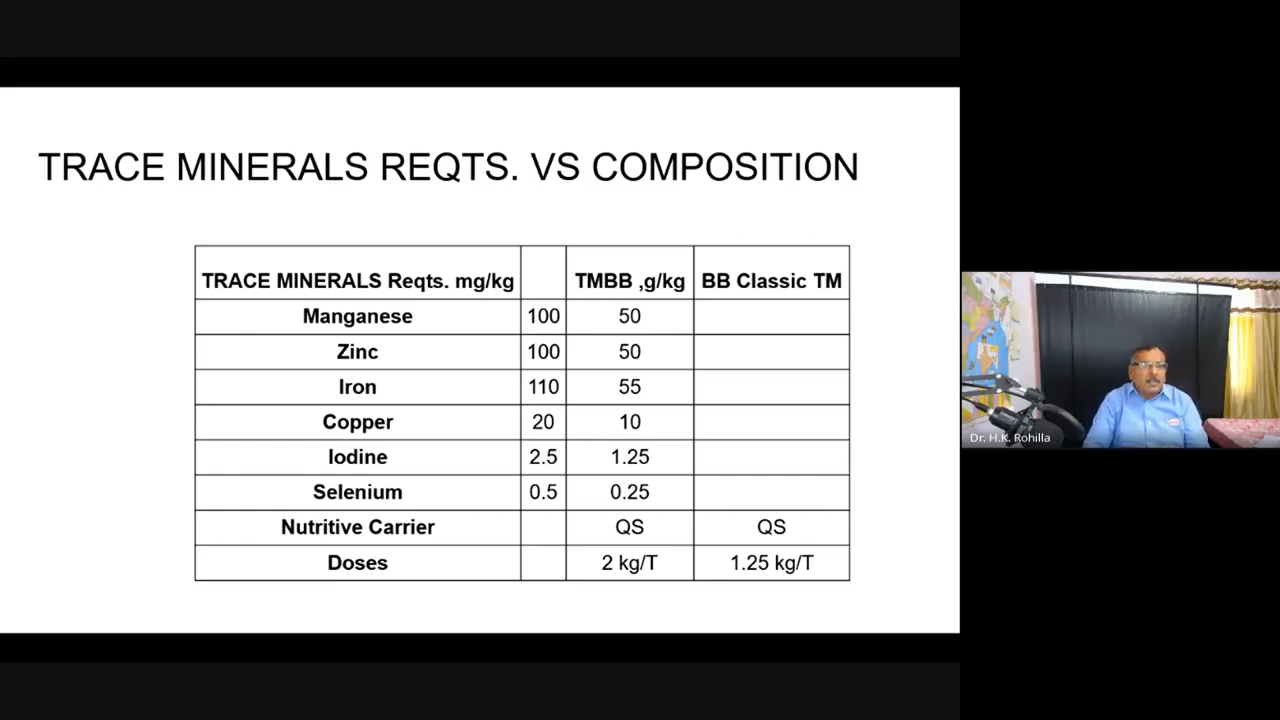 TRACE MINERALS REQTS. VS COMPOSITION
TRACE MINERALS Reqts. mg/kg TMBB ,g/kg BB Classic TM
Manganese 100 50
Zinc 100 50
Iron 110 55
Copper 20 10
Iodine 2.5 1.25
Selenium 0.5 0.25
Nutritive Carrier QS QS
Doses 2 kg/T 1.25 kg/T
Dr. H.K. Rohilla